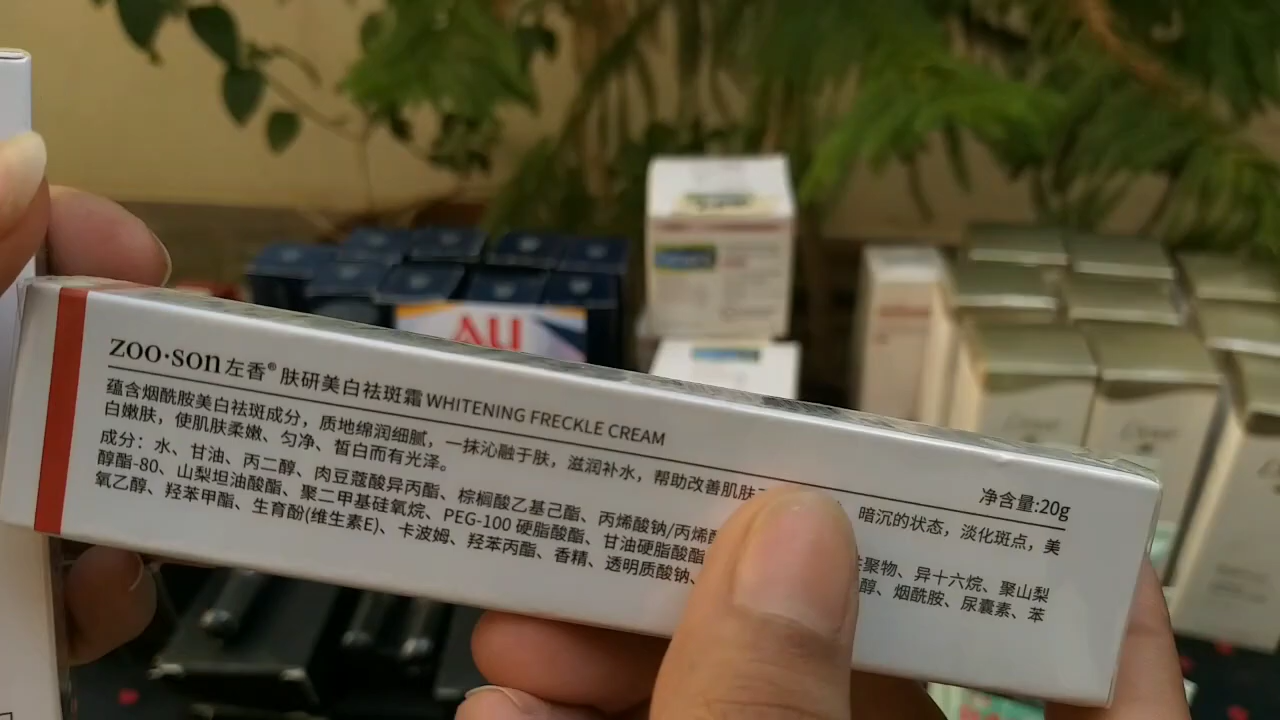 zoo·son 左香® 肤研美白祛斑霜 WHITENING FRECKLE CREAM
净含量:20g
蕴含烟酰胺美白祛斑成分，质地绵润细腻，一抹沁融于肤，滋润补水，帮助改善肌肤 暗沉的状态，淡化斑点，美
白嫩肤，使肌肤柔嫩、匀净、皙白而有光泽。
成分：水、甘油、丙二醇、肉豆蔻酸异丙酯、棕榈酸乙基己酯、丙烯酸钠/丙烯酰 聚物、异十六烷、聚山梨
醇酯-80、山梨坦油酸酯、聚二甲基硅氧烷、PEG-100 硬脂酸酯、甘油硬脂酸酯 醇、烟酰胺、尿囊素、苯
氧乙醇、羟苯甲酯、生育酚(维生素E)、卡波姆、羟苯丙酯、香精、透明质酸钠、
AU